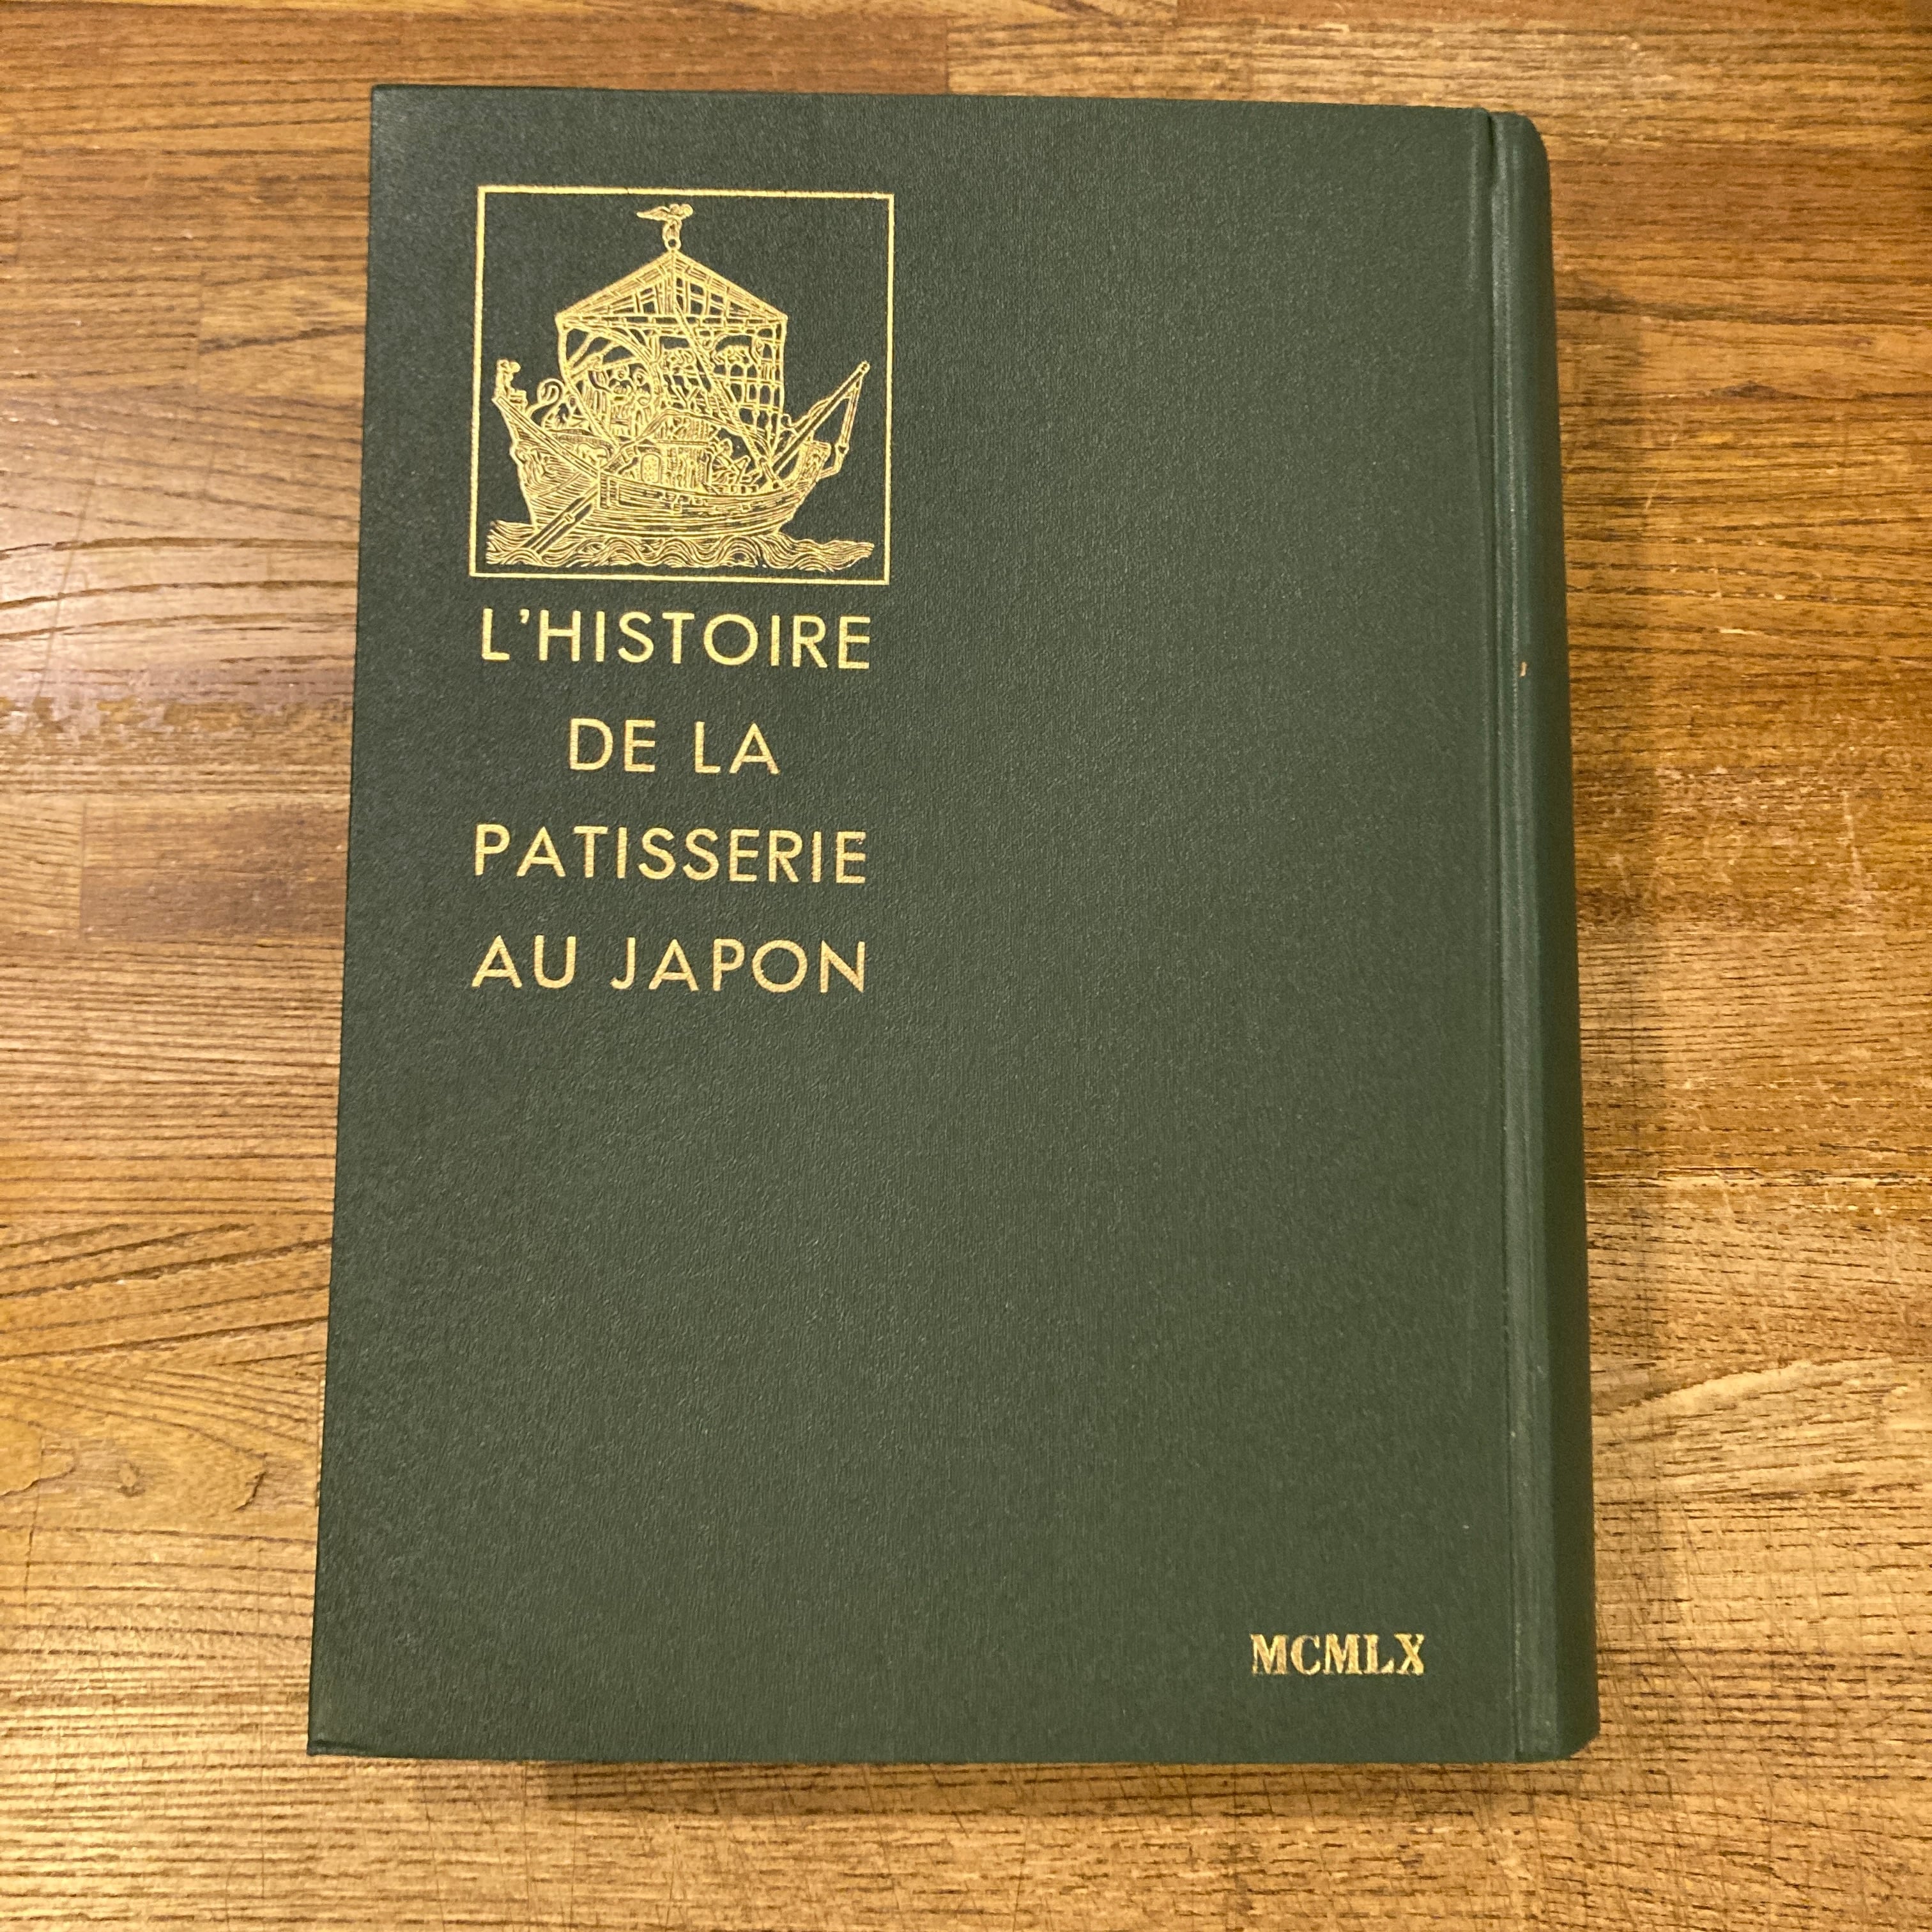 L'HISTOIRE
DE LA
PATISSERIE
AU JAPON
MCMLX